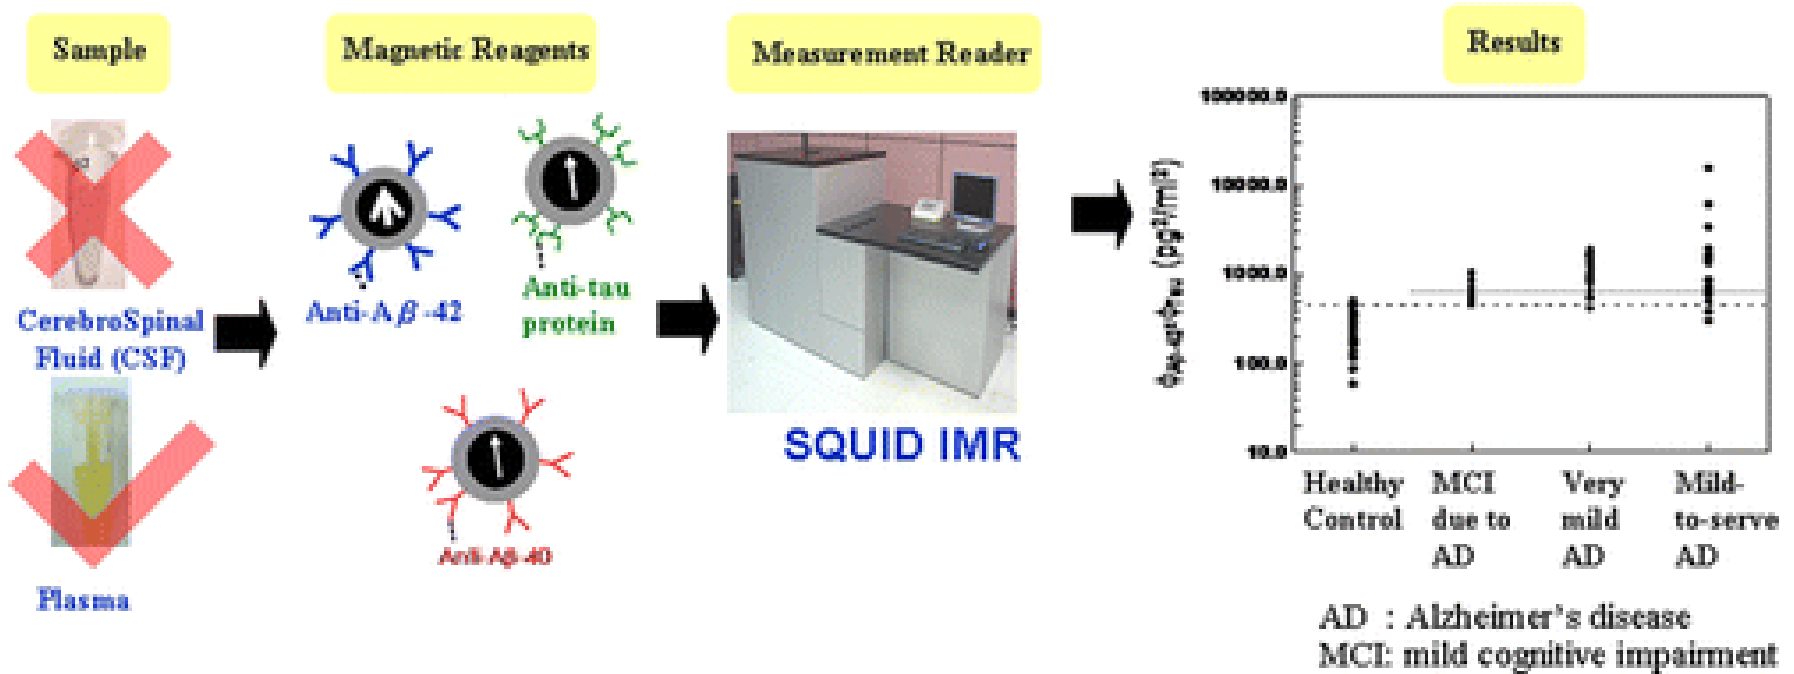 Sample
Magnetic Reagents
Measurement Reader
Results
CerebroSpinal
Fluid (CSF)
Plasma
Anti-Aβ-42
Anti-tau
protein
Anti-Aβ-40
SQUID IMR
100000.0
10000.0
1000.0
100.0
10.0
Healthy
Control
MCI
due to
AD
Very
mild
AD
Mild-
to-serve
AD
AD : Alzheimer's disease
MCI: mild cognitive impairment